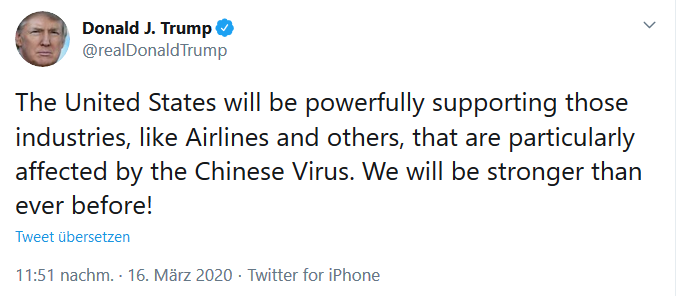 Donald J. Trump
@realDonaldTrump
The United States will be powerfully supporting those
industries, like Airlines and others, that are particularly
affected by the Chinese Virus. We will be stronger than
ever before!
Tweet übersetzen
11:51 nachm. · 16. März 2020 · Twitter for iPhone